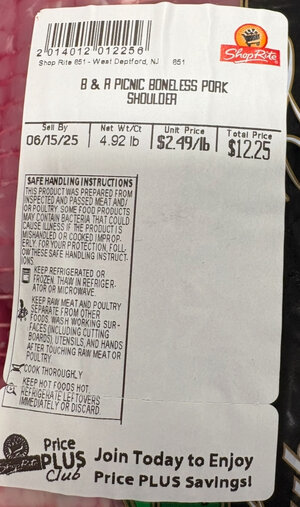 2 014012 012256
Shop Rite 651 - West Deptford, NJ 651
ShopRite
B & R PICNIC BONELESS PORK
SHOULDER
Sell By
06/15/25
Net Wt/Ct
4.92 lb
Unit Price
$2.49/lb
Total Price
$12.25
SAFE HANDLING INSTRUCTIONS
THIS PRODUCT WAS PREPARED FROM
INSPECTED AND PASSED MEAT AND/
OR POULTRY. SOME FOOD PRODUCTS
MAY CONTAIN BACTERIA THAT COULD
CAUSE ILLNESS IF THE PRODUCT IS
MISHANDLED OR COOKED IMPROP-
ERLY. FOR YOUR PROTECTION, FOLL-
OW THESE SAFE HANDLING INSTRUCT-
IONS.
KEEP REFRIGERATED OR
FROZEN. THAW IN REFRIGER-
ATOR OR MICROWAVE.
KEEP RAW MEAT AND POULTRY
SEPARATE FROM OTHER
FOODS. WASH WORKING SUR-
FACES (INCLUDING CUTTING
BOARDS), UTENSILS, AND HANDS
AFTER TOUCHING RAW MEAT OR
POULTRY.
COOK THOROUGHLY
KEEP HOT FOODS HOT.
REFRIGERATE LEFTOVERS
IMMEDIATELY OR DISCARD
ShopRite
Price
PLUS
Club
Join Today to Enjoy
Price PLUS Savings!